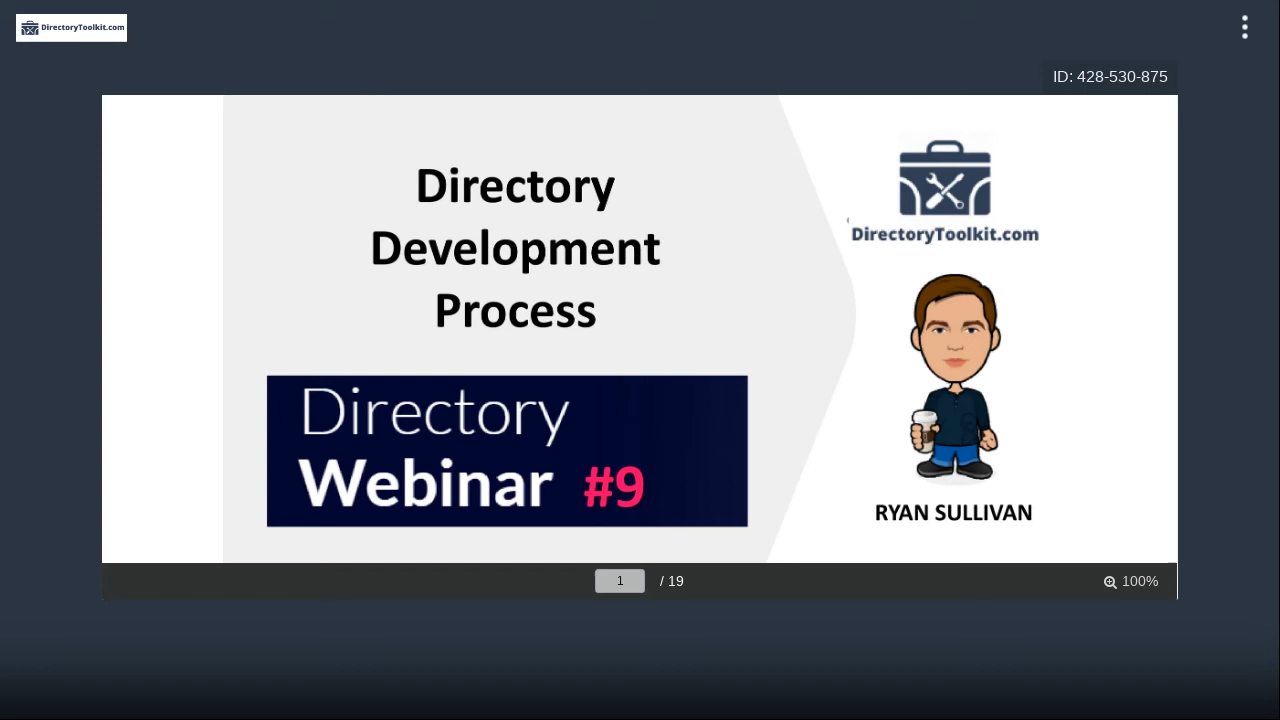 DirectoryToolkit.com
ID: 428-530-875
Directory
Development
Process
Directory
Webinar #9
DirectoryToolkit.com
RYAN SULLIVAN
1 / 19
100%